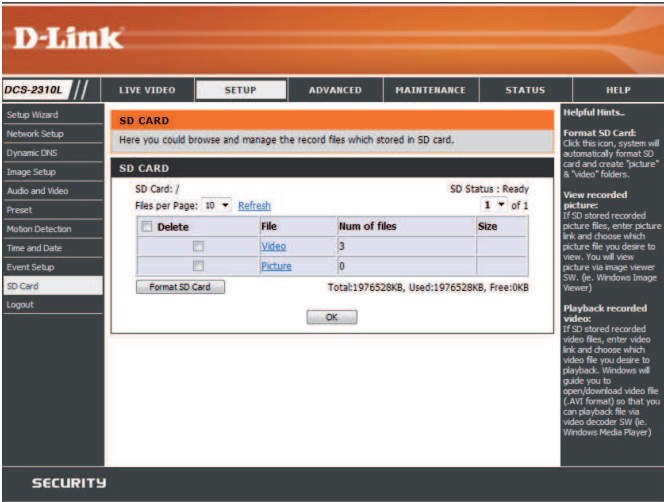 D-Link
DCS-2310L // LIVE VIDEO SETUP ADVANCED MAINTENANCE STATUS HELP
Setup Wizard
Network Setup
Dynamic DNS
Image Setup
Audio and Video
Preset
Motion Detection
Time and Date
Event Setup
SD Card
Logout
SD CARD
Here you could browse and manage the record files which stored in SD card.
SD CARD
SD Card: / SD Status : Ready
Files per Page: 10 Refresh 1 of 1
Delete File Num of files Size
Video 3
Picture 0
Format SD Card Total:1976528KB, Used:1976528KB, Free:0KB
OK
Helpful Hints..
Format SD Card:
Click this icon, system will
automatically format SD
card and create "picture"
& "video" folders.
View recorded
picture:
If SD stored recorded
picture files, enter picture
link and choose which
picture file you desire to
view. You will view
picture via image viewer
SW. (ie. Windows Image
Viewer)
Playback recorded
video:
If SD stored recorded
video files, enter video
link and choose which
video file you desire to
playback. Windows will
guide you to
open/download video file
(.AVI format) so that you
can playback file via
video decoder SW (ie.
Windows Media Player)
SECURITY